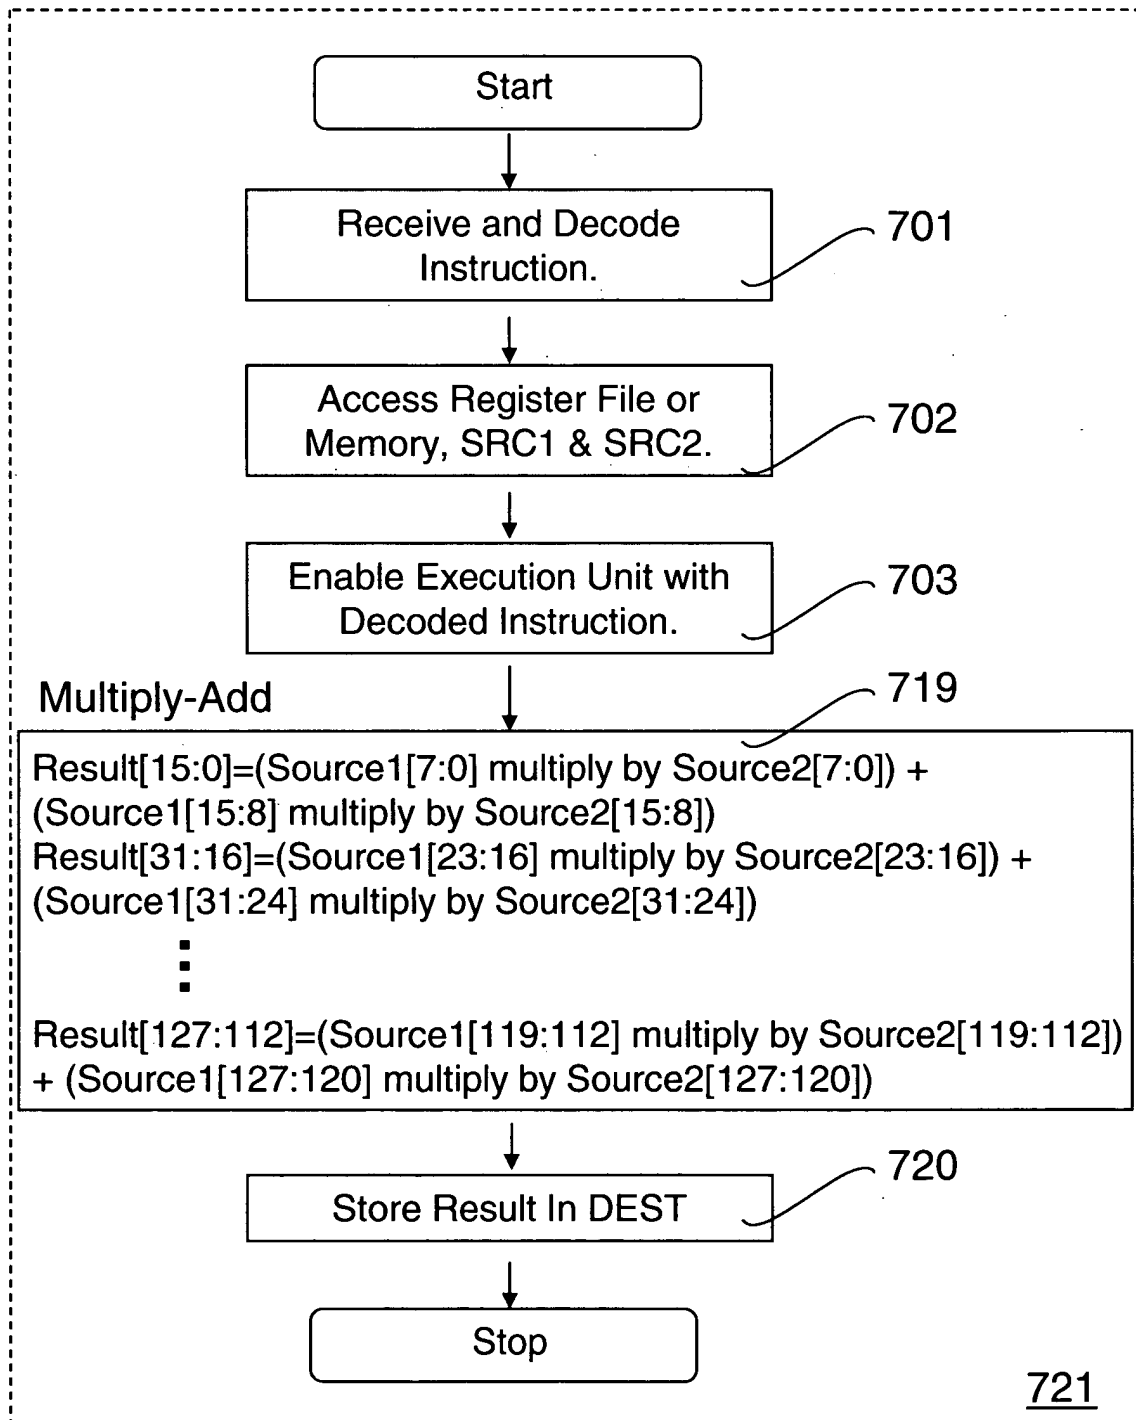 Start
Receive and Decode
Instruction.
701
Access Register File or
Memory, SRC1 & SRC2.
702
Enable Execution Unit with
Decoded Instruction.
703
Multiply-Add
719
Result[15:0]=(Source1[7:0] multiply by Source2[7:0]) +
(Source1[15:8] multiply by Source2[15:8])
Result[31:16]=(Source1[23:16] multiply by Source2[23:16]) +
(Source1[31:24] multiply by Source2[31:24])
Result[127:112]=(Source1[119:112] multiply by Source2[119:112])
+ (Source1[127:120] multiply by Source2[127:120])
720
Store Result In DEST
Stop
721